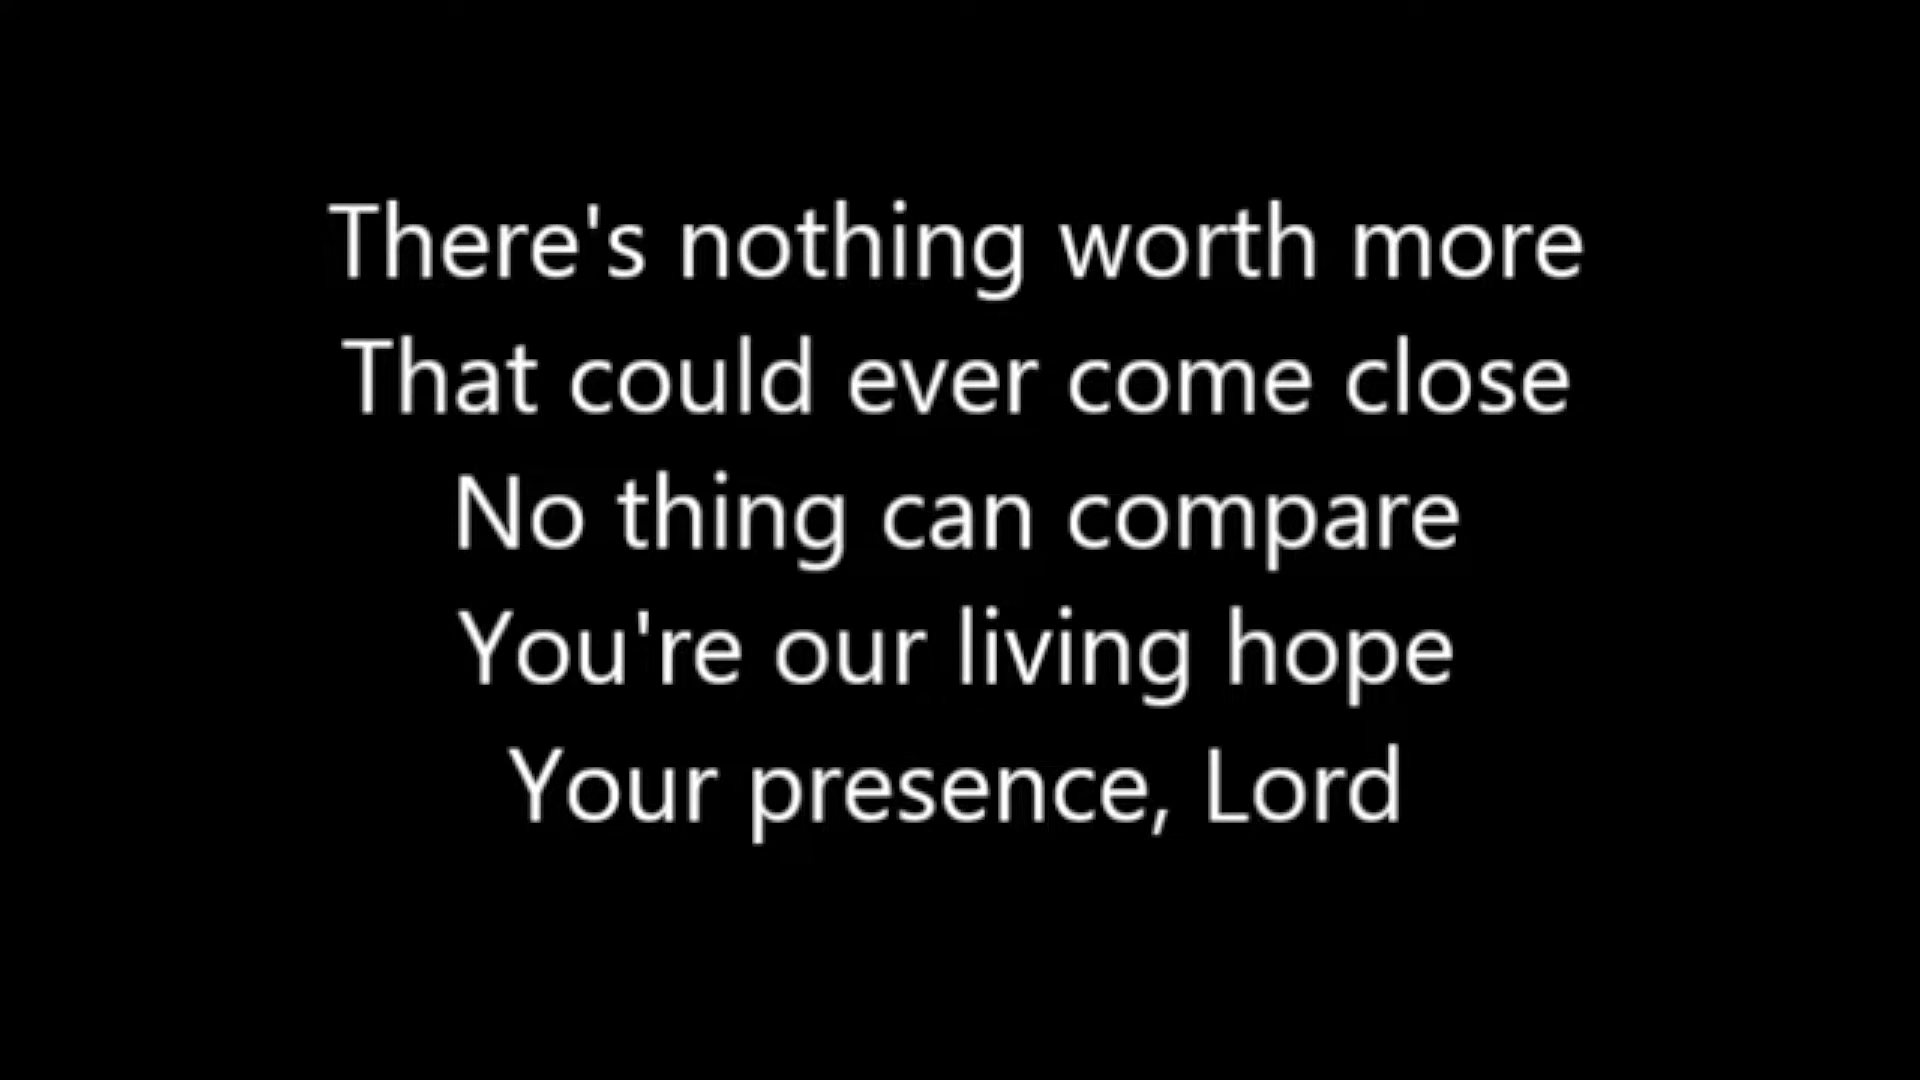 There's nothing worth more
That could ever come close
No thing can compare
You're our living hope
Your presence, Lord